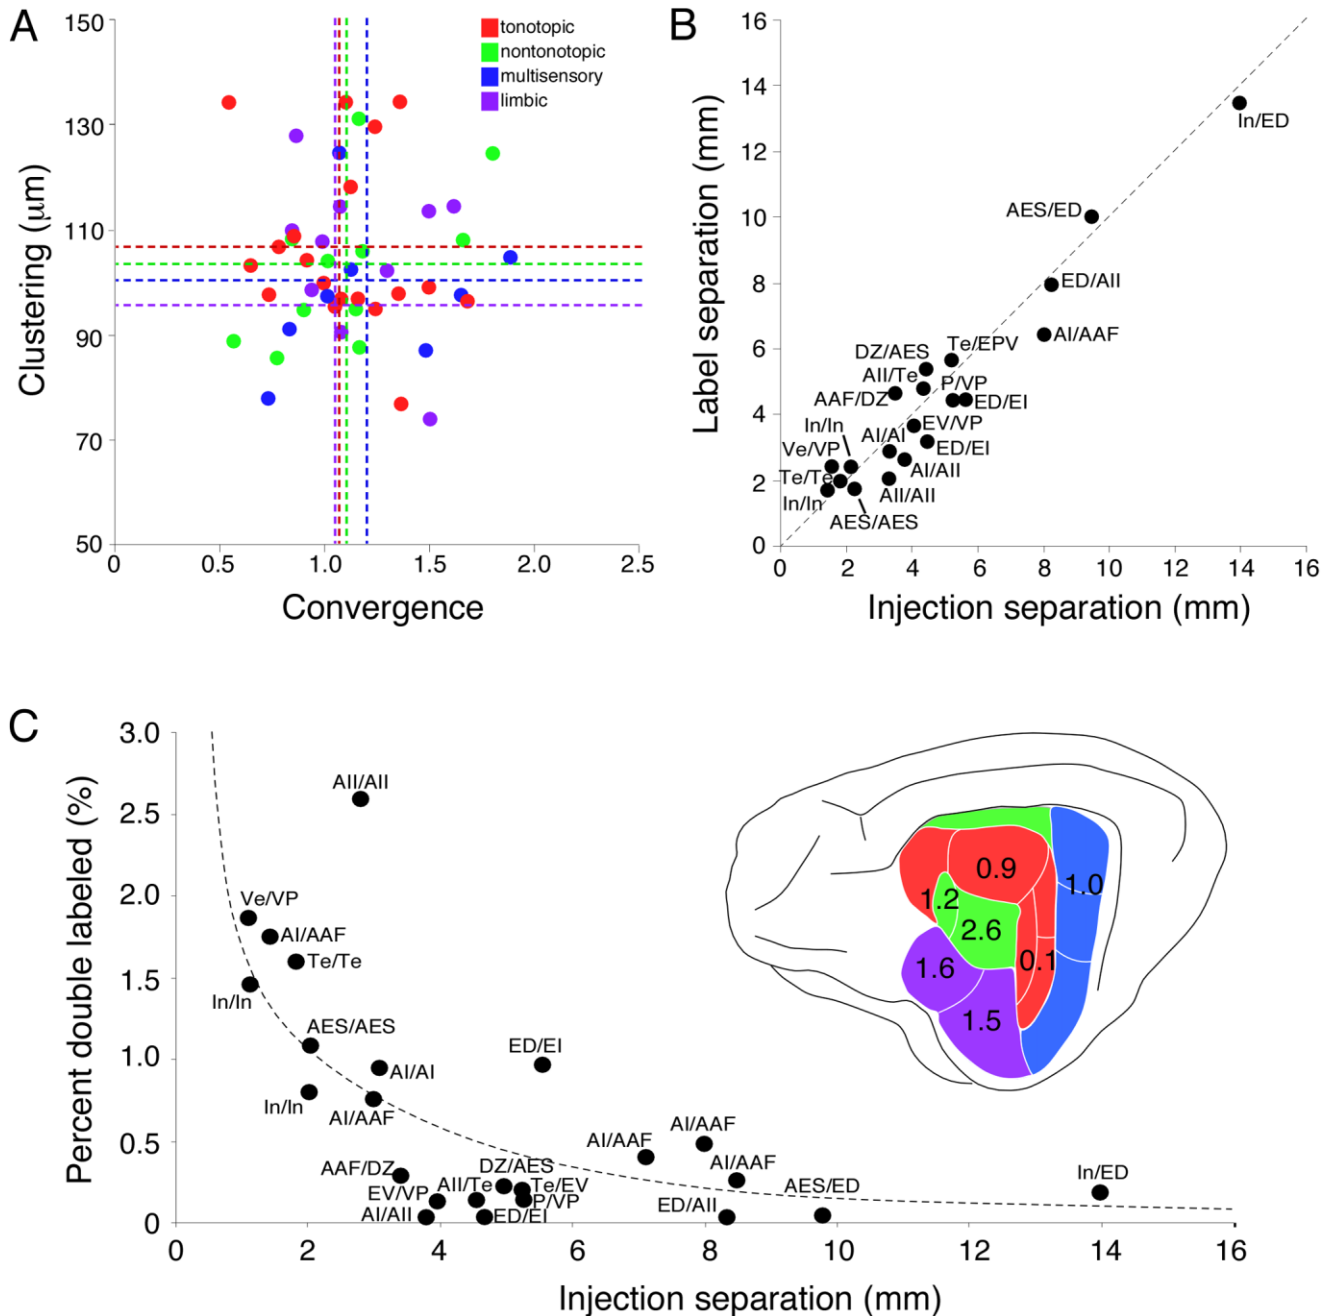 A
150
130
110
90
70
50
Clustering (μm)
tonotopic
nontonotopic
multisensory
limbic
0
0.5
1.0
1.5
2.0
2.5
Convergence
B
16
14
12
10
8
6
4
2
0
Label separation (mm)
In/ED
AES/ED
ED/AII
AI/AAF
Te/EPV
DZ/AES
AII/Te
P/VP
AAF/DZ
ED/EI
EV/VP
In/In
AI/AI
ED/EI
Ve/VP
AI/AII
Te/Te
AII/AII
In/In
AES/AES
0
2
4
6
8
10
12
14
16
Injection separation (mm)
C
3.0
2.5
2.0
1.5
1.0
0.5
0
Percent double labeled (%)
AII/AII
Ve/VP
AI/AAF
Te/Te
In/In
AES/AES
ED/EI
AI/AI
In/In
AI/AAF
AI/AAF
AI/AAF
AI/AAF
AAF/DZ
DZ/AES
EV/VP
AII/Te
Te/EV
P/VP
AI/AII
ED/EI
ED/AII
AES/ED
In/ED
0.9
1.0
1.2
2.6
1.6
0.1
1.5
0
2
4
6
8
10
12
14
16
Injection separation (mm)